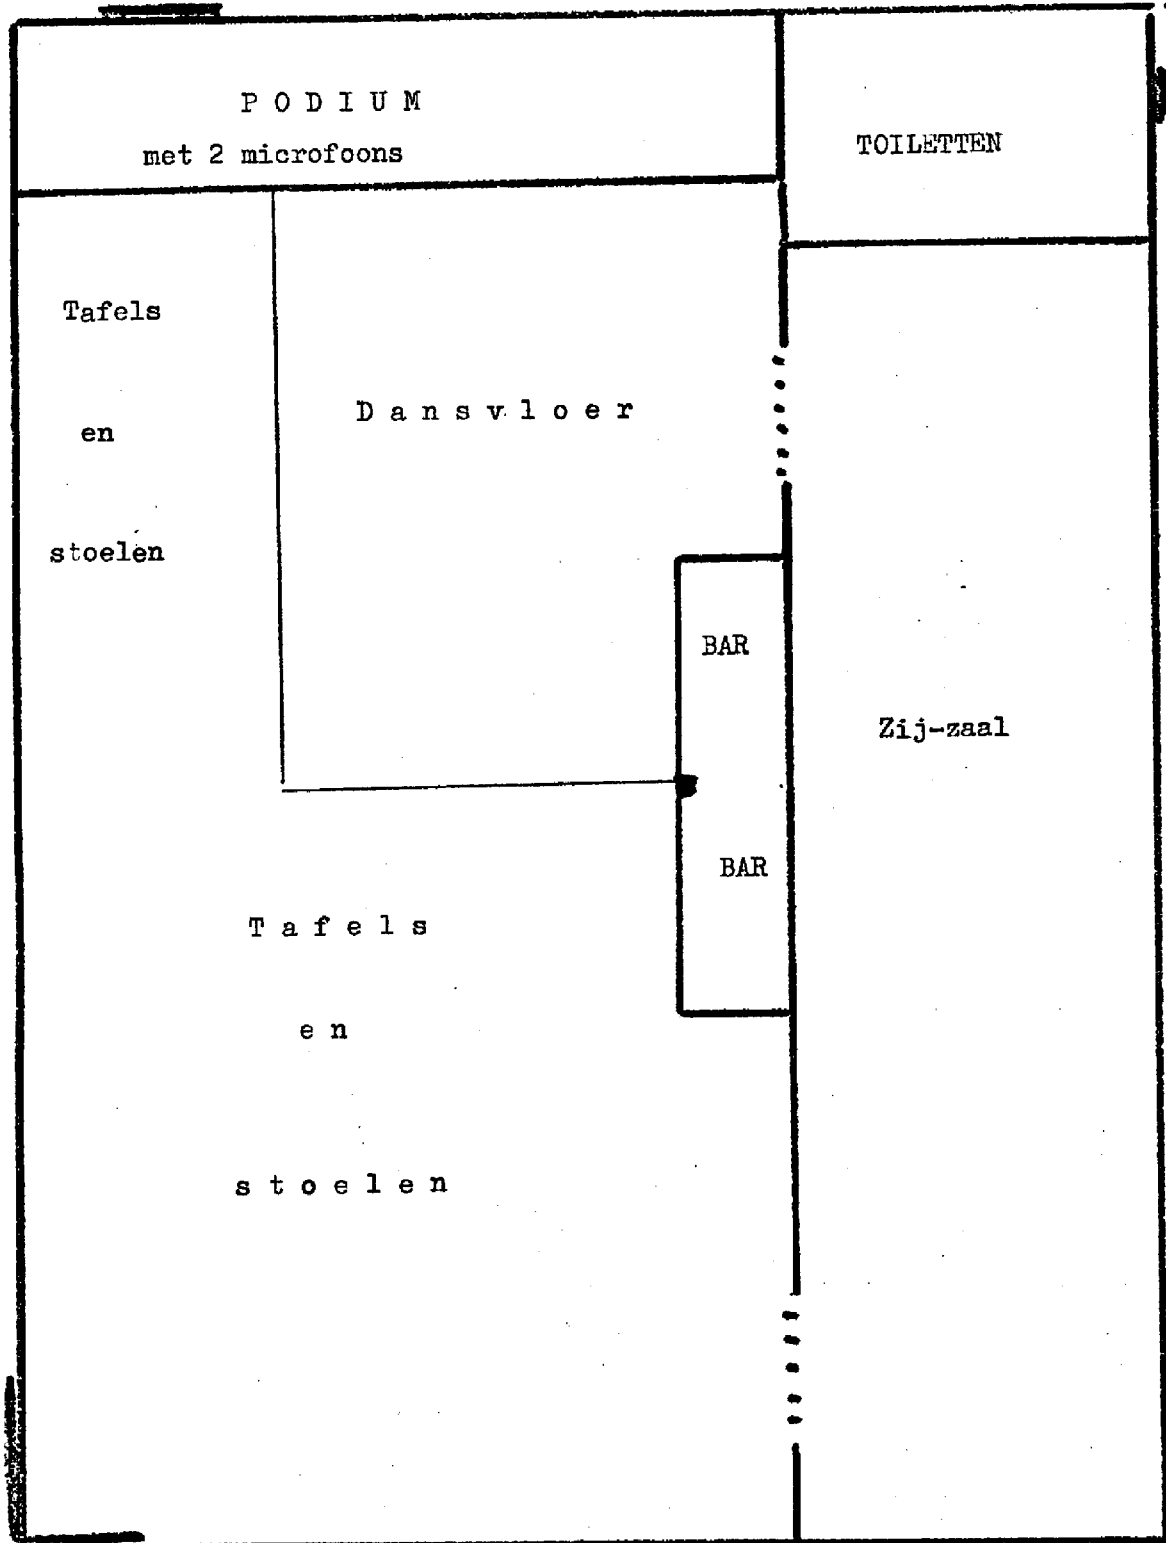 P O D I U M
met 2 microfoons
TOILETTEN
Tafels
en
stoelen
D a n s v l o e r
BAR
BAR
Zij-zaal
T a f e l s
e n
s t o e l e n